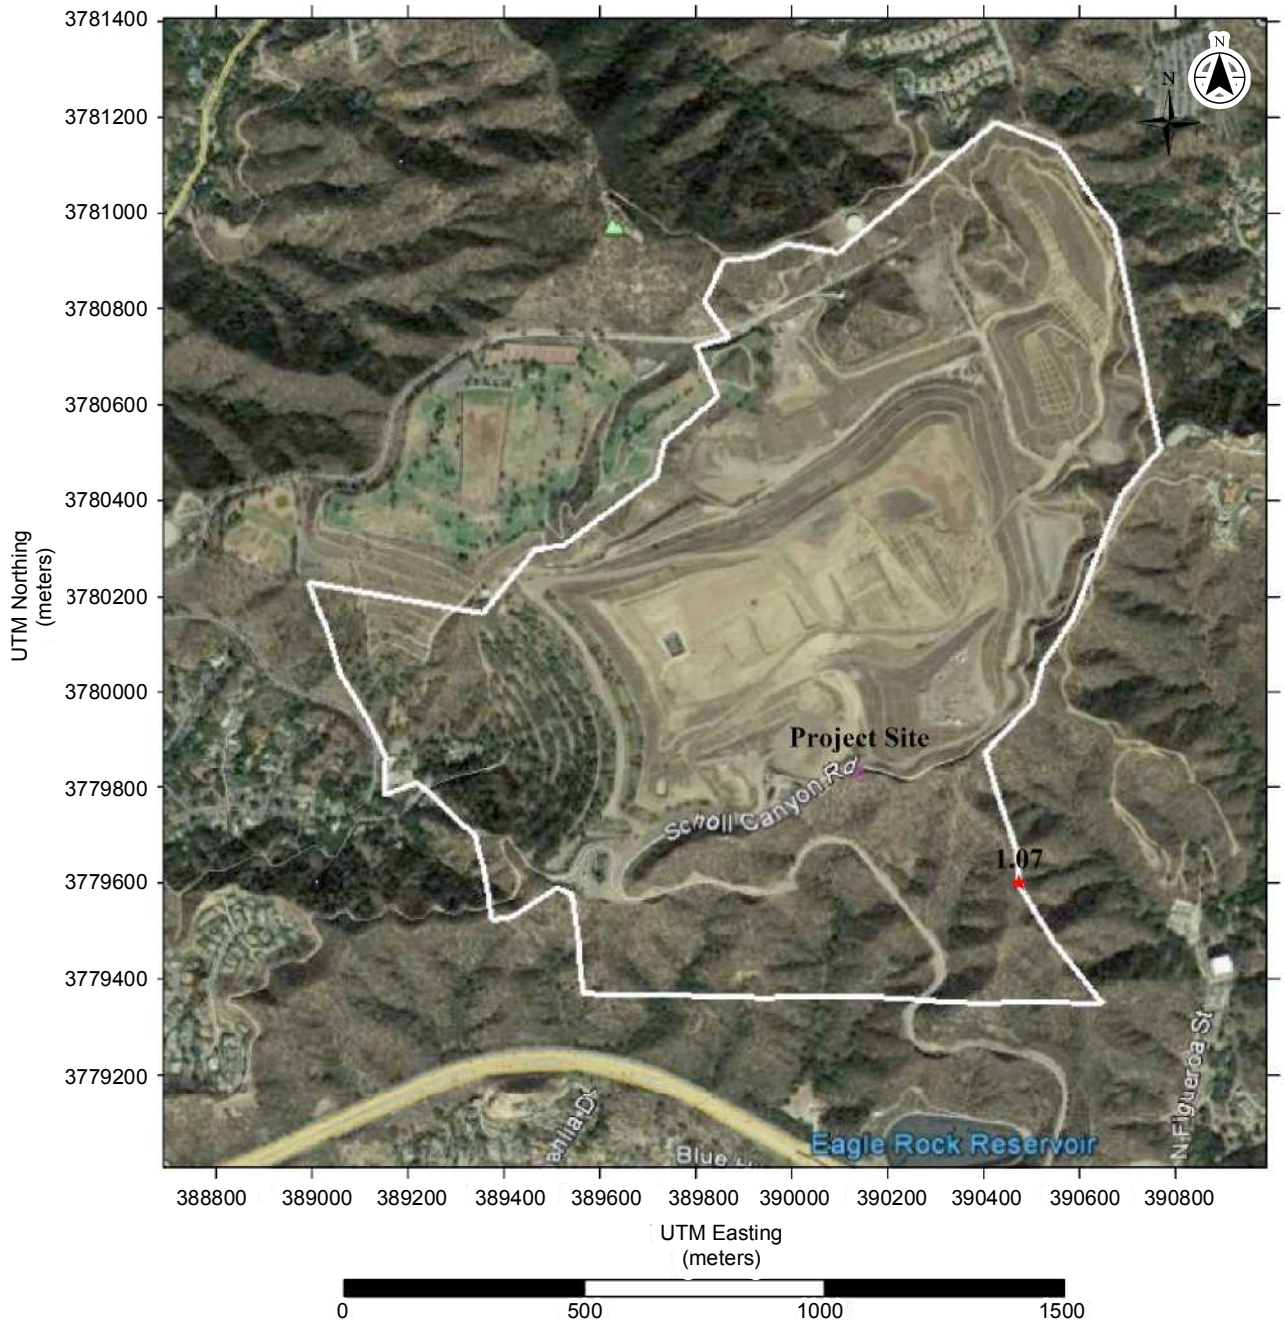 3781400
N
N
3781200
3781000
3780800
3780600
3780400
UTM Northing
(meters)
3780200
3780000
Project Site
3779800
Scholl Canyon Rd
1.07
3779600
3779400
3779200
N Figueroa St
Eagle Rock Reservoir
388800 389000 389200 389400 389600 389800 390000 390200 390400 390600 390800
UTM Easting
(meters)
0 500 1000 1500